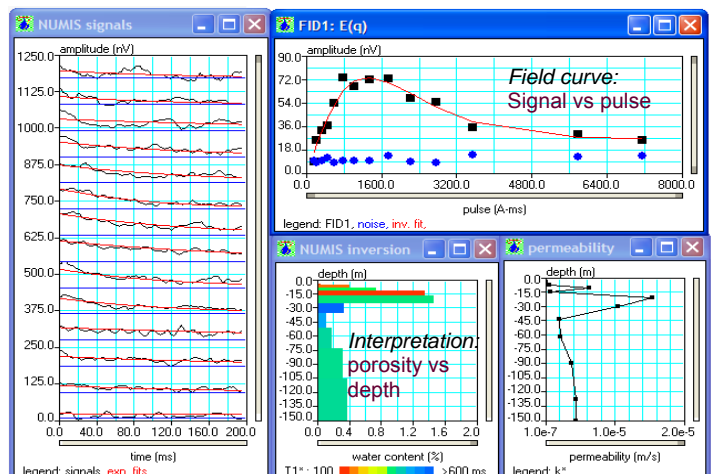 NUMIS signals
amplitude (nV)
1250.0
1125.0
1000.0
875.0
750.0
625.0
500.0
375.0
250.0
125.0
0.0
0.0 40.0 80.0 120.0 160.0 200.0
time (ms)
legend: signals, exp. fits
FID1: E(q)
amplitude (nV)
90.0
72.0
54.0
36.0
18.0
0.0
Field curve:
Signal vs pulse
0.0 1600.0 3200.0 4800.0 6400.0 8000.0
pulse (A-ms)
legend: FID1, noise, inv. fit,
NUMIS inversion
depth (m)
0.0
-15.0
-30.0
-45.0
-60.0
-75.0
-90.0
-105.0
-120.0
-135.0
-150.0
Interpretation:
porosity vs
depth
0.0 0.4 0.8 1.2 1.6 2.0
water content (%)
T1*: 100 >600 ms
permeability
depth (m)
0.0
-15.0
-30.0
-45.0
-60.0
-75.0
-90.0
-105.0
-120.0
-135.0
-150.0
1.0e-7 1.0e-5 2.0e-5
permeability (m/s)
legend: k*